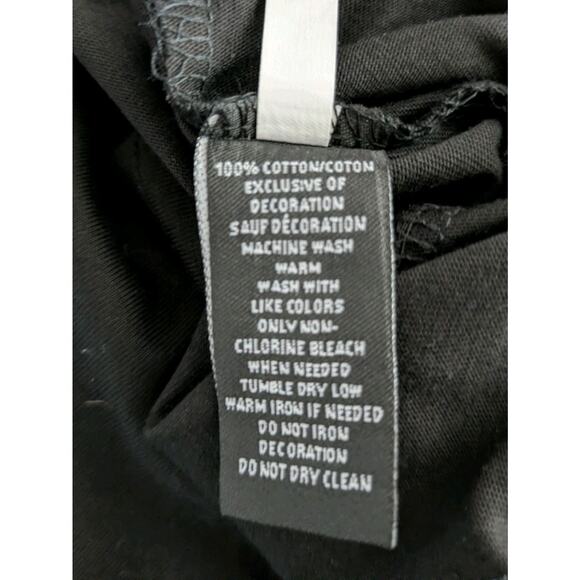 100% COTTON/COTON
EXCLUSIVE OF
DECORATION
SAUF DÉCORATION
MACHINE WASH
WARM
WASH WITH
LIKE COLORS
ONLY NON-
CHLORINE BLEACH
WHEN NEEDED
TUMBLE DRY LOW
WARM IRON IF NEEDED
DO NOT IRON
DECORATION
DO NOT DRY CLEAN